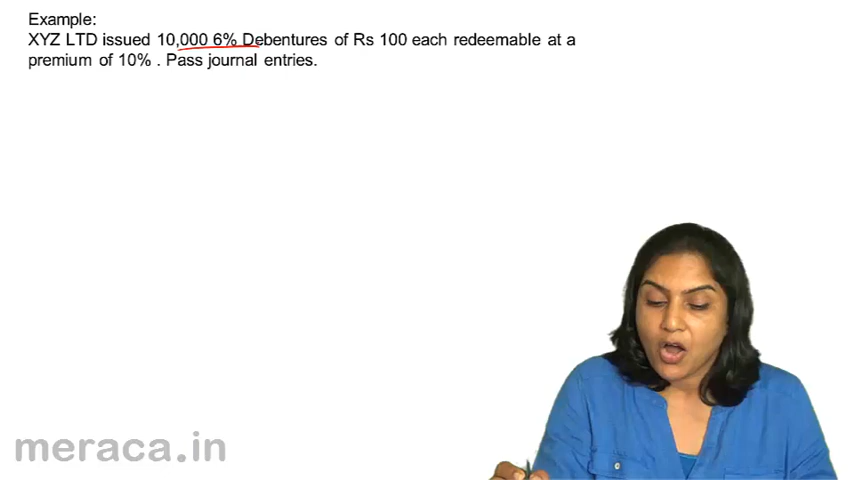 Example:
XYZ LTD issued 10,000 6% Debentures of Rs 100 each redeemable at a
premium of 10% . Pass journal entries.
meraca.in